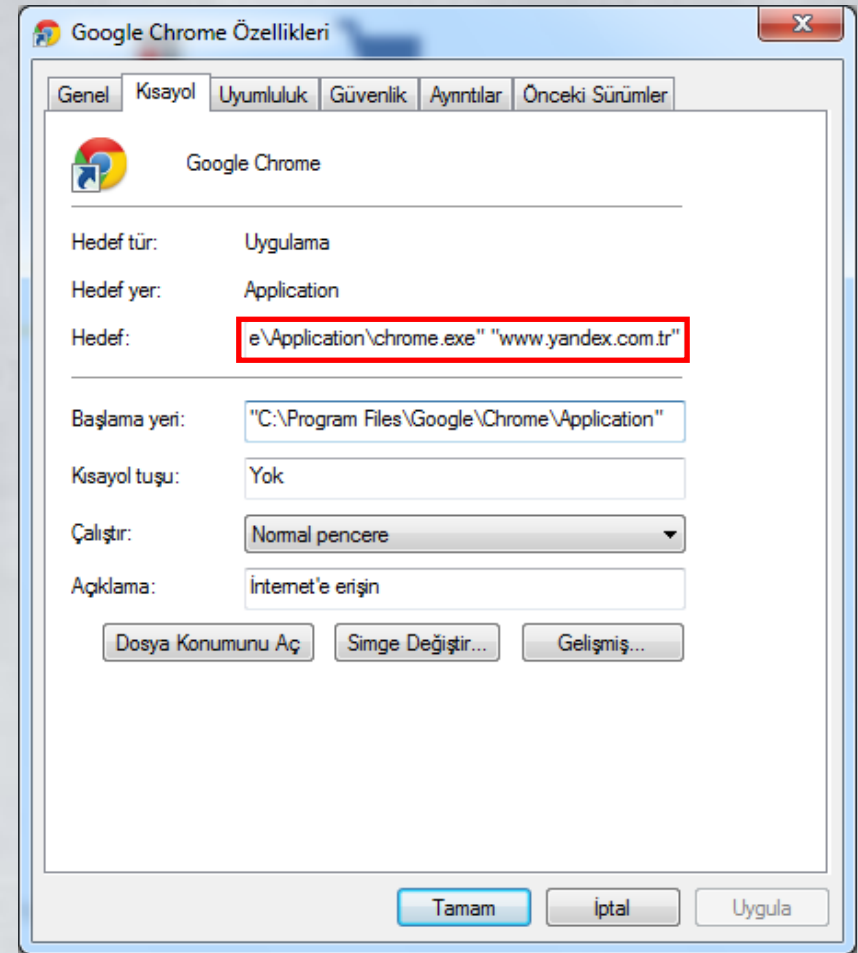 Google Chrome Özellikleri
Genel Kısayol Uyumluluk Güvenlik Ayrıntılar Önceki Sürümler
Google Chrome
Hedef tür: Uygulama
Hedef yer: Application
Hedef: e\Application\chrome.exe" "www.yandex.com.tr"
Başlama yeri: "C:\Program Files\Google\Chrome\Application"
Kısayol tuşu: Yok
Çalıştır: Normal pencere
Açıklama: İnternet'e erişin
Dosya Konumunu Aç Simge Değiştir... Gelişmiş...
Tamam İptal Uygula